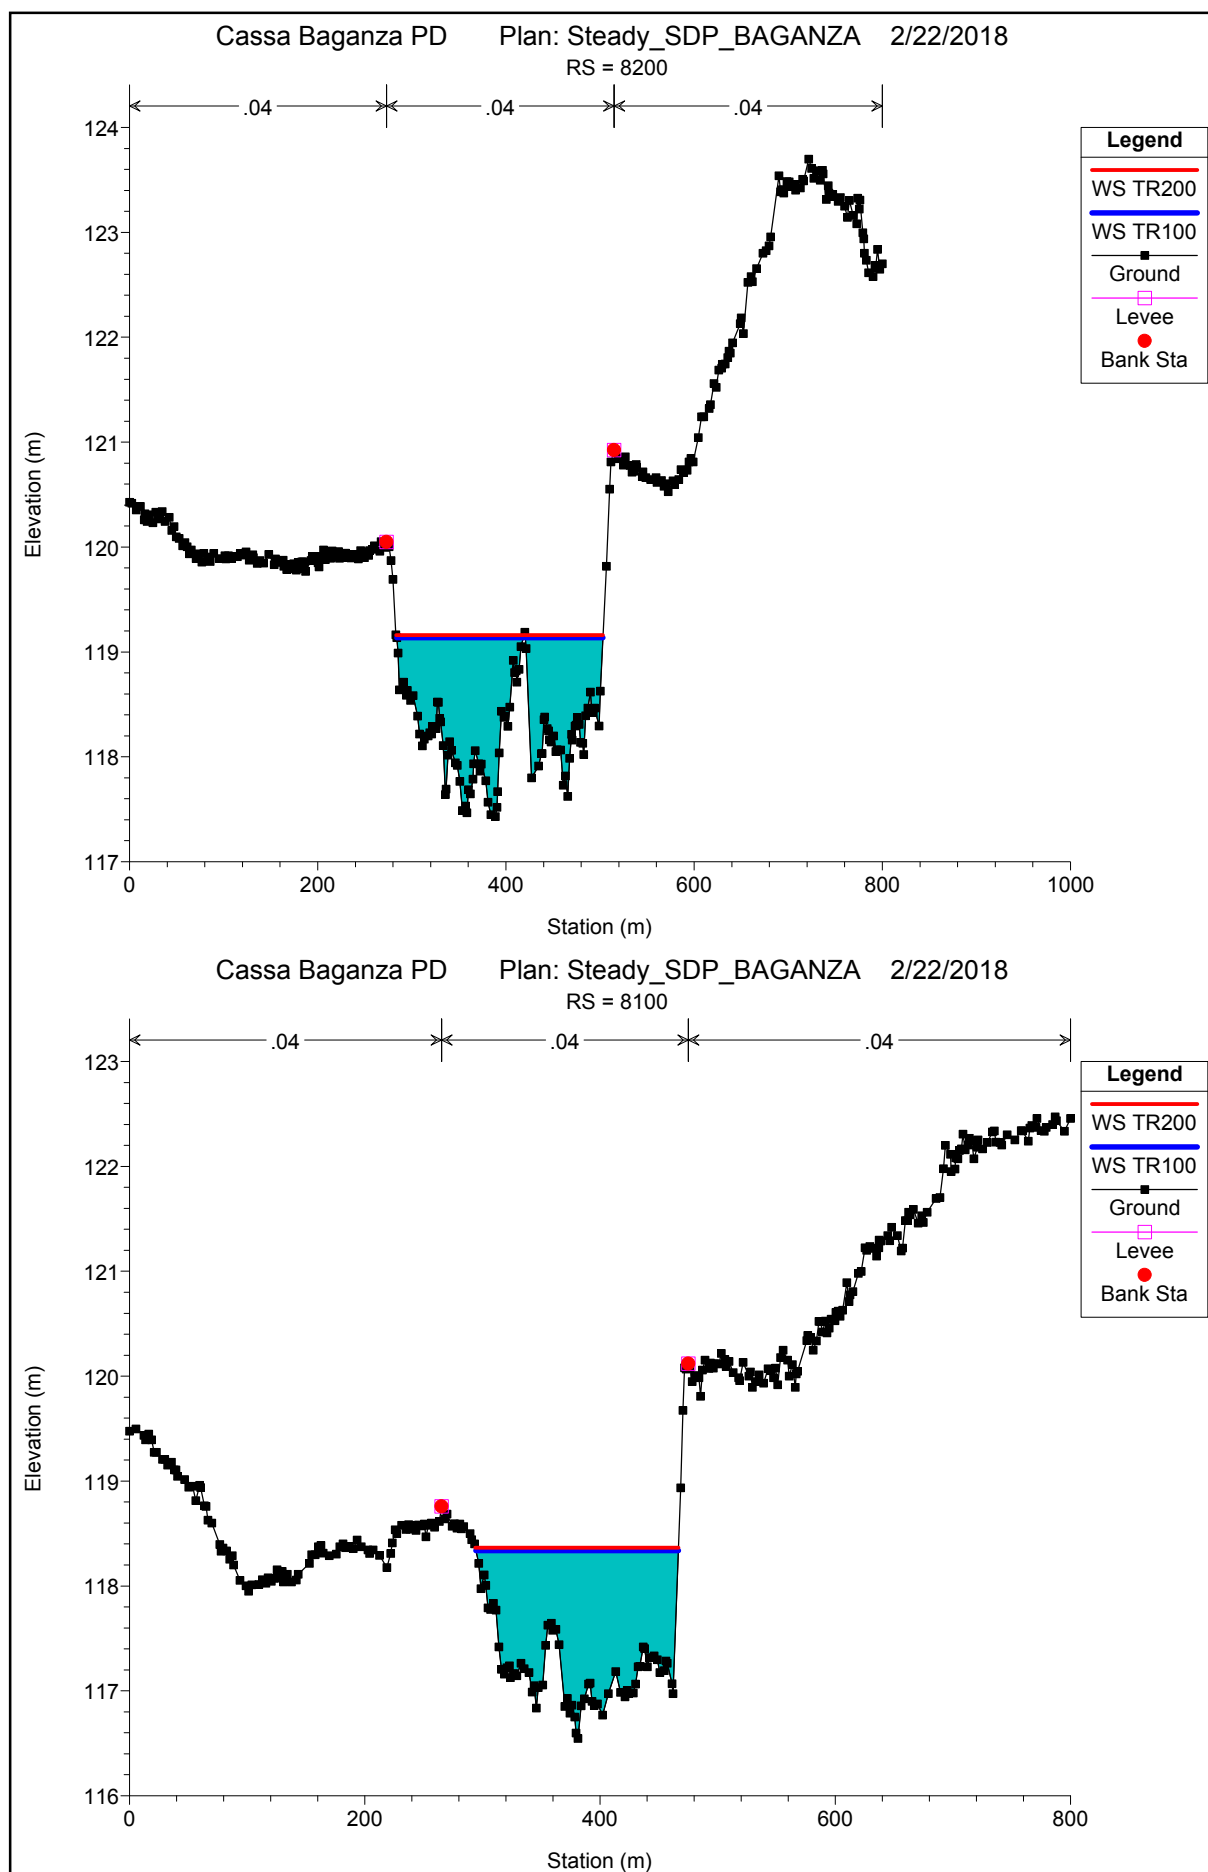 Cassa Baganza PD Plan: Steady_SDP_BAGANZA 2/22/2018
RS = 8200
.04 .04 .04
124
123
122
121
120
119
118
117
Elevation (m)
0 200 400 600 800 1000
Station (m)
Legend
WS TR200
WS TR100
Ground
Levee
Bank Sta
Cassa Baganza PD Plan: Steady_SDP_BAGANZA 2/22/2018
RS = 8100
.04 .04 .04
123
122
121
120
119
118
117
116
Elevation (m)
0 200 400 600 800
Station (m)
Legend
WS TR200
WS TR100
Ground
Levee
Bank Sta